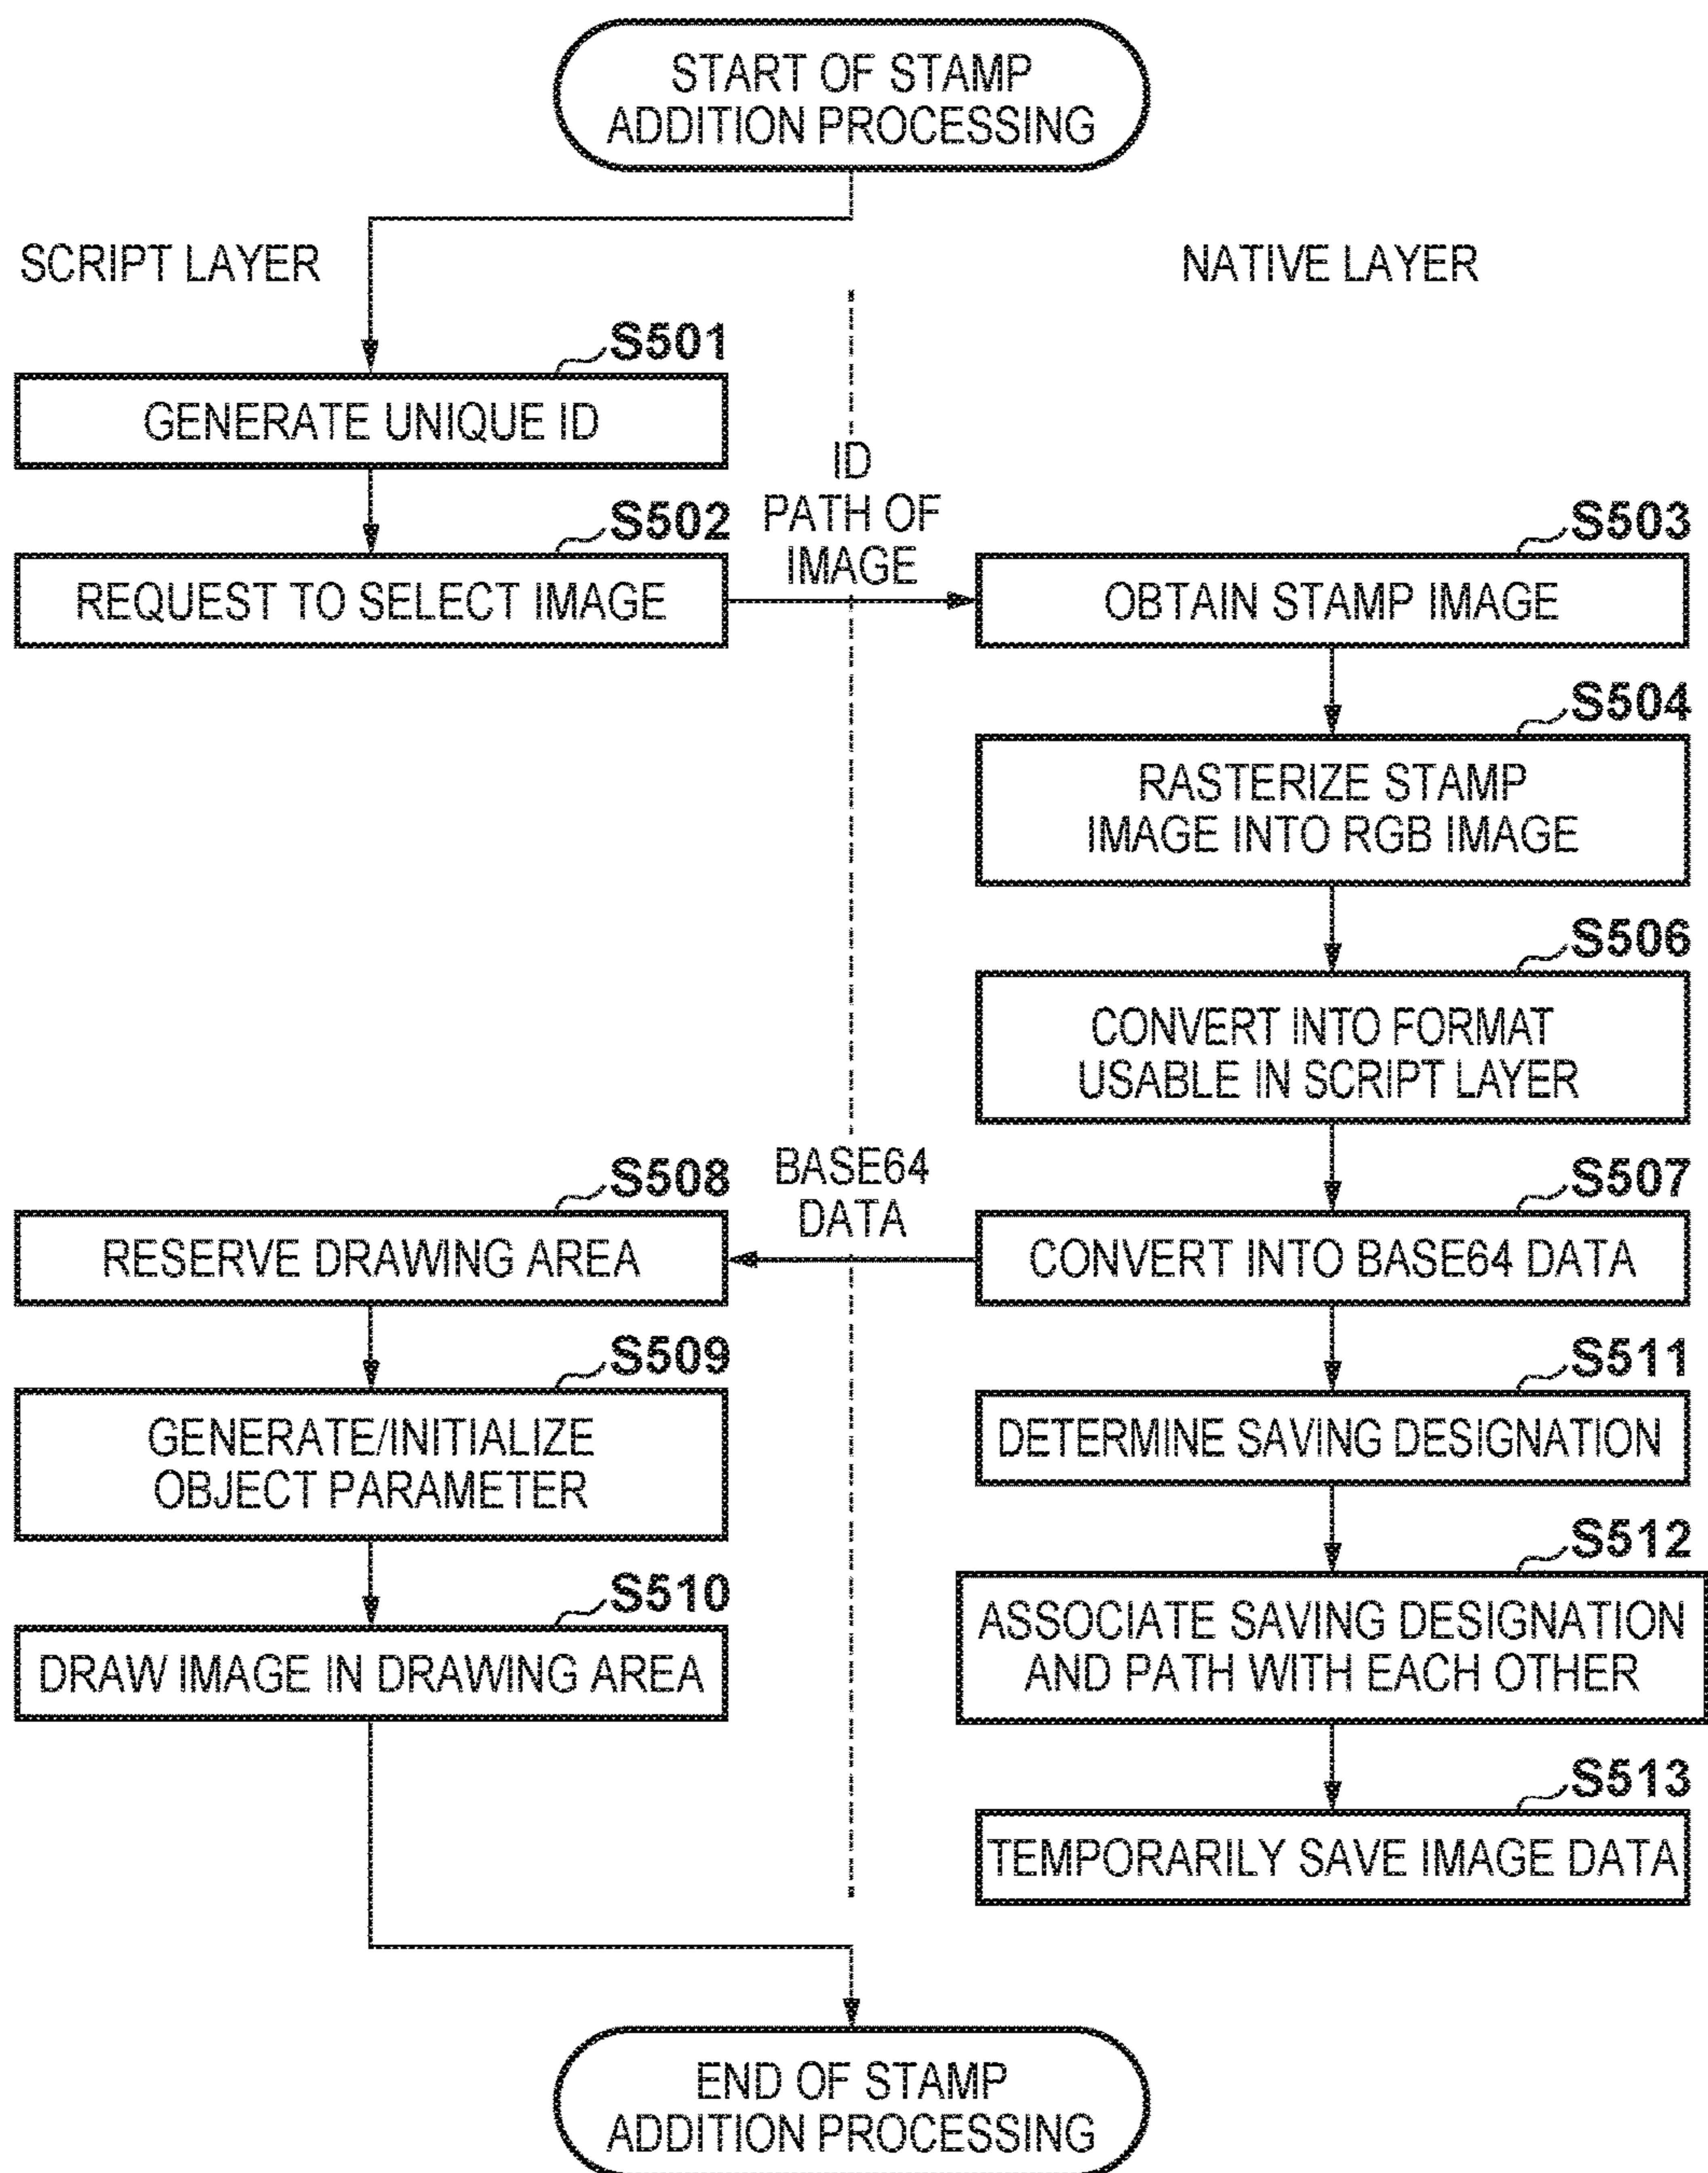 START OF STAMP
ADDITION PROCESSING
SCRIPT LAYER
NATIVE LAYER
S501
GENERATE UNIQUE ID
ID
PATH OF
IMAGE
S502
REQUEST TO SELECT IMAGE
S503
OBTAIN STAMP IMAGE
S504
RASTERIZE STAMP
IMAGE INTO RGB IMAGE
S506
CONVERT INTO FORMAT
USABLE IN SCRIPT LAYER
S507
CONVERT INTO BASE64 DATA
BASE64
DATA
S508
RESERVE DRAWING AREA
S509
GENERATE/INITIALIZE
OBJECT PARAMETER
S510
DRAW IMAGE IN DRAWING AREA
S511
DETERMINE SAVING DESIGNATION
S512
ASSOCIATE SAVING DESIGNATION
AND PATH WITH EACH OTHER
S513
TEMPORARILY SAVE IMAGE DATA
END OF STAMP
ADDITION PROCESSING